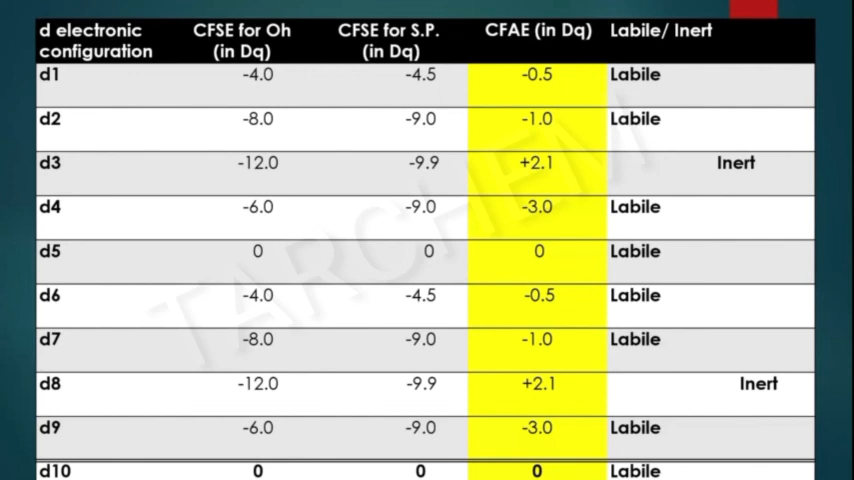 d electronic configuration CFSE for Oh (in Dq) CFSE for S.P. (in Dq) CFAE (in Dq) Labile/ Inert
d1 -4.0 -4.5 -0.5 Labile
d2 -8.0 -9.0 -1.0 Labile
d3 -12.0 -9.9 +2.1 Inert
d4 -6.0 -9.0 -3.0 Labile
d5 0 0 0 Labile
d6 -4.0 -4.5 -0.5 Labile
d7 -8.0 -9.0 -1.0 Labile
d8 -12.0 -9.9 +2.1 Inert
d9 -6.0 -9.0 -3.0 Labile
d10 0 0 0 Labile
TARCHEM